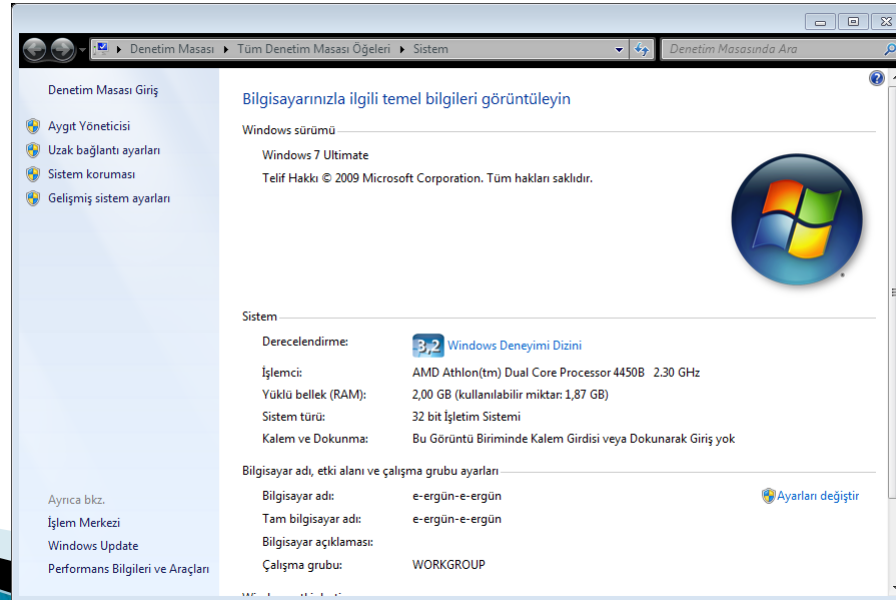 Denetim Masası Tüm Denetim Masası Öğeleri Sistem
Denetim Masasında Ara
Denetim Masası Giriş
Aygıt Yöneticisi
Uzak bağlantı ayarları
Sistem koruması
Gelişmiş sistem ayarları
Bilgisayarınızla ilgili temel bilgileri görüntüleyin
Windows sürümü
Windows 7 Ultimate
Telif Hakkı © 2009 Microsoft Corporation. Tüm hakları saklıdır.
Sistem
Derecelendirme: 3,2 Windows Deneyimi Dizini
İşlemci: AMD Athlon(tm) Dual Core Processor 4450B 2.30 GHz
Yüklü bellek (RAM): 2,00 GB (kullanılabilir miktar: 1,87 GB)
Sistem türü: 32 bit İşletim Sistemi
Kalem ve Dokunma: Bu Görüntü Biriminde Kalem Girdisi veya Dokunarak Giriş yok
Bilgisayar adı, etki alanı ve çalışma grubu ayarları
Bilgisayar adı: e-ergün-e-ergün
Ayarları değiştir
Tam bilgisayar adı: e-ergün-e-ergün
Bilgisayar açıklaması:
Çalışma grubu: WORKGROUP
Ayrıca bkz.
İşlem Merkezi
Windows Update
Performans Bilgileri ve Araçları